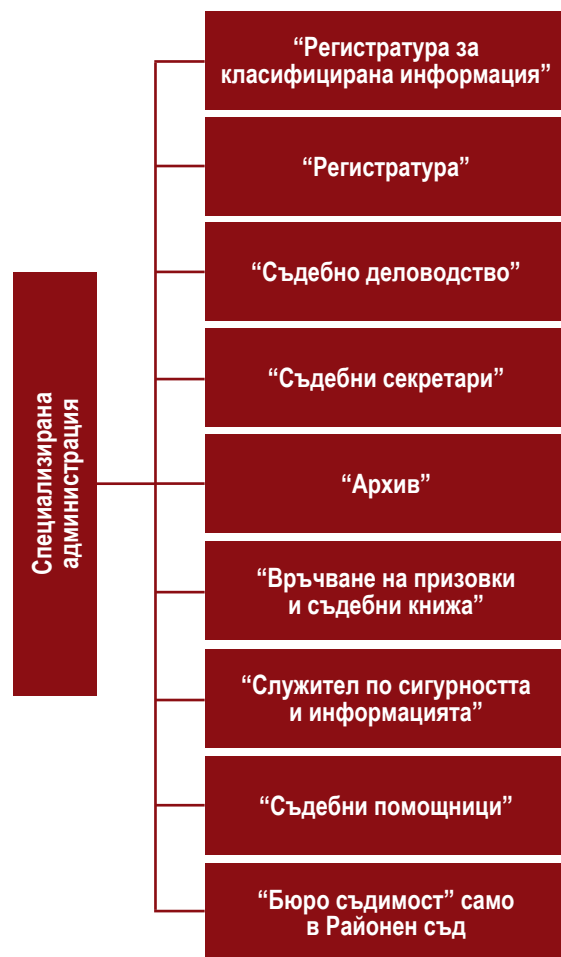 “Регистратура за
класифицирана информация”
“Регистратура”
“Съдебно деловодство”
“Съдебни секретари”
Специализирана
администрация
“Архив”
“Връчване на призовки
и съдебни книжа”
“Служител по сигурността
и информацията”
“Съдебни помощници”
“Бюро съдимост” само
в Районен съд